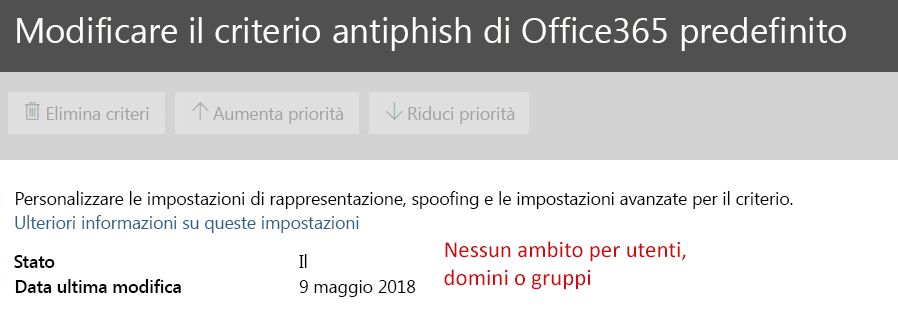 Modificare il criterio antiphish di Office365 predefinito
Elimina criteri Aumenta priorità Riduci priorità
Personalizzare le impostazioni di rappresentazione, spoofing e le impostazioni avanzate per il criterio.
Ulteriori informazioni su queste impostazioni
Nessun ambito per utenti,
domini o gruppi
Stato Il
Data ultima modifica 9 maggio 2018